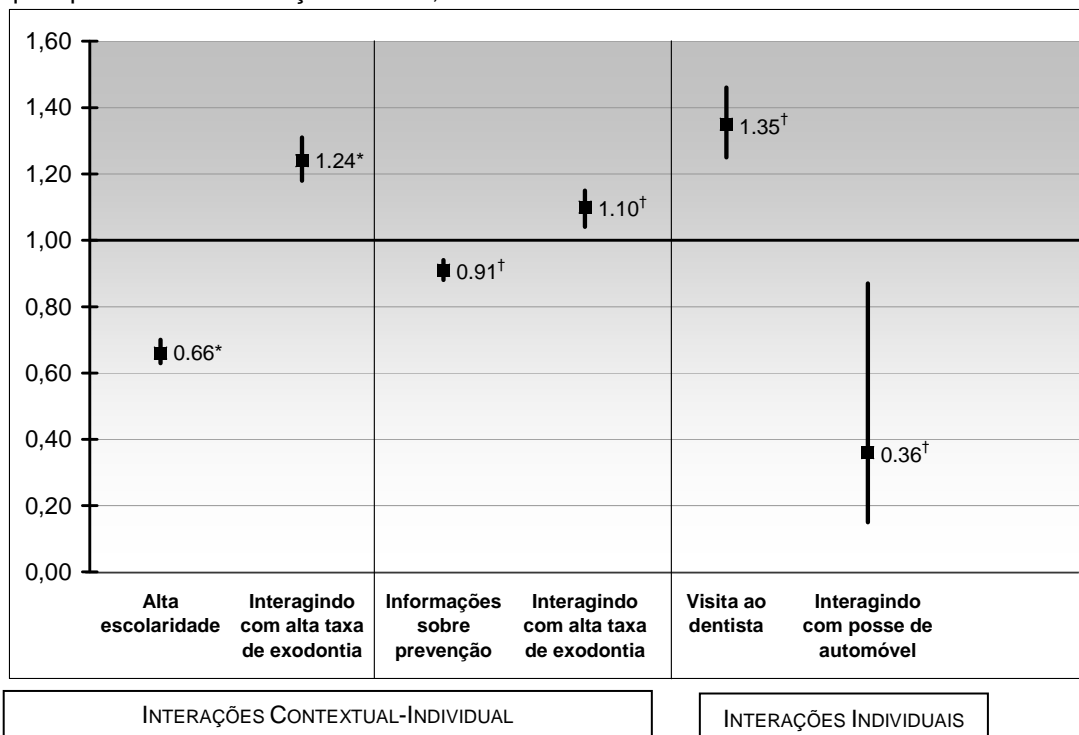 1,60
1,40
1,20
1,00
0,80
0,60
0,40
0,20
0,00
0.66*
1.24*
0.91†
1.10†
1.35†
0.36†
Alta
escolaridade
Interagindo
com alta taxa
de exodontia
Informações
sobre
prevenção
Interagindo
com alta taxa
de exodontia
Visita ao
dentista
Interagindo
com posse de
automóvel
INTERAÇÕES CONTEXTUAL-INDIVIDUAL
INTERAÇÕES INDIVIDUAIS